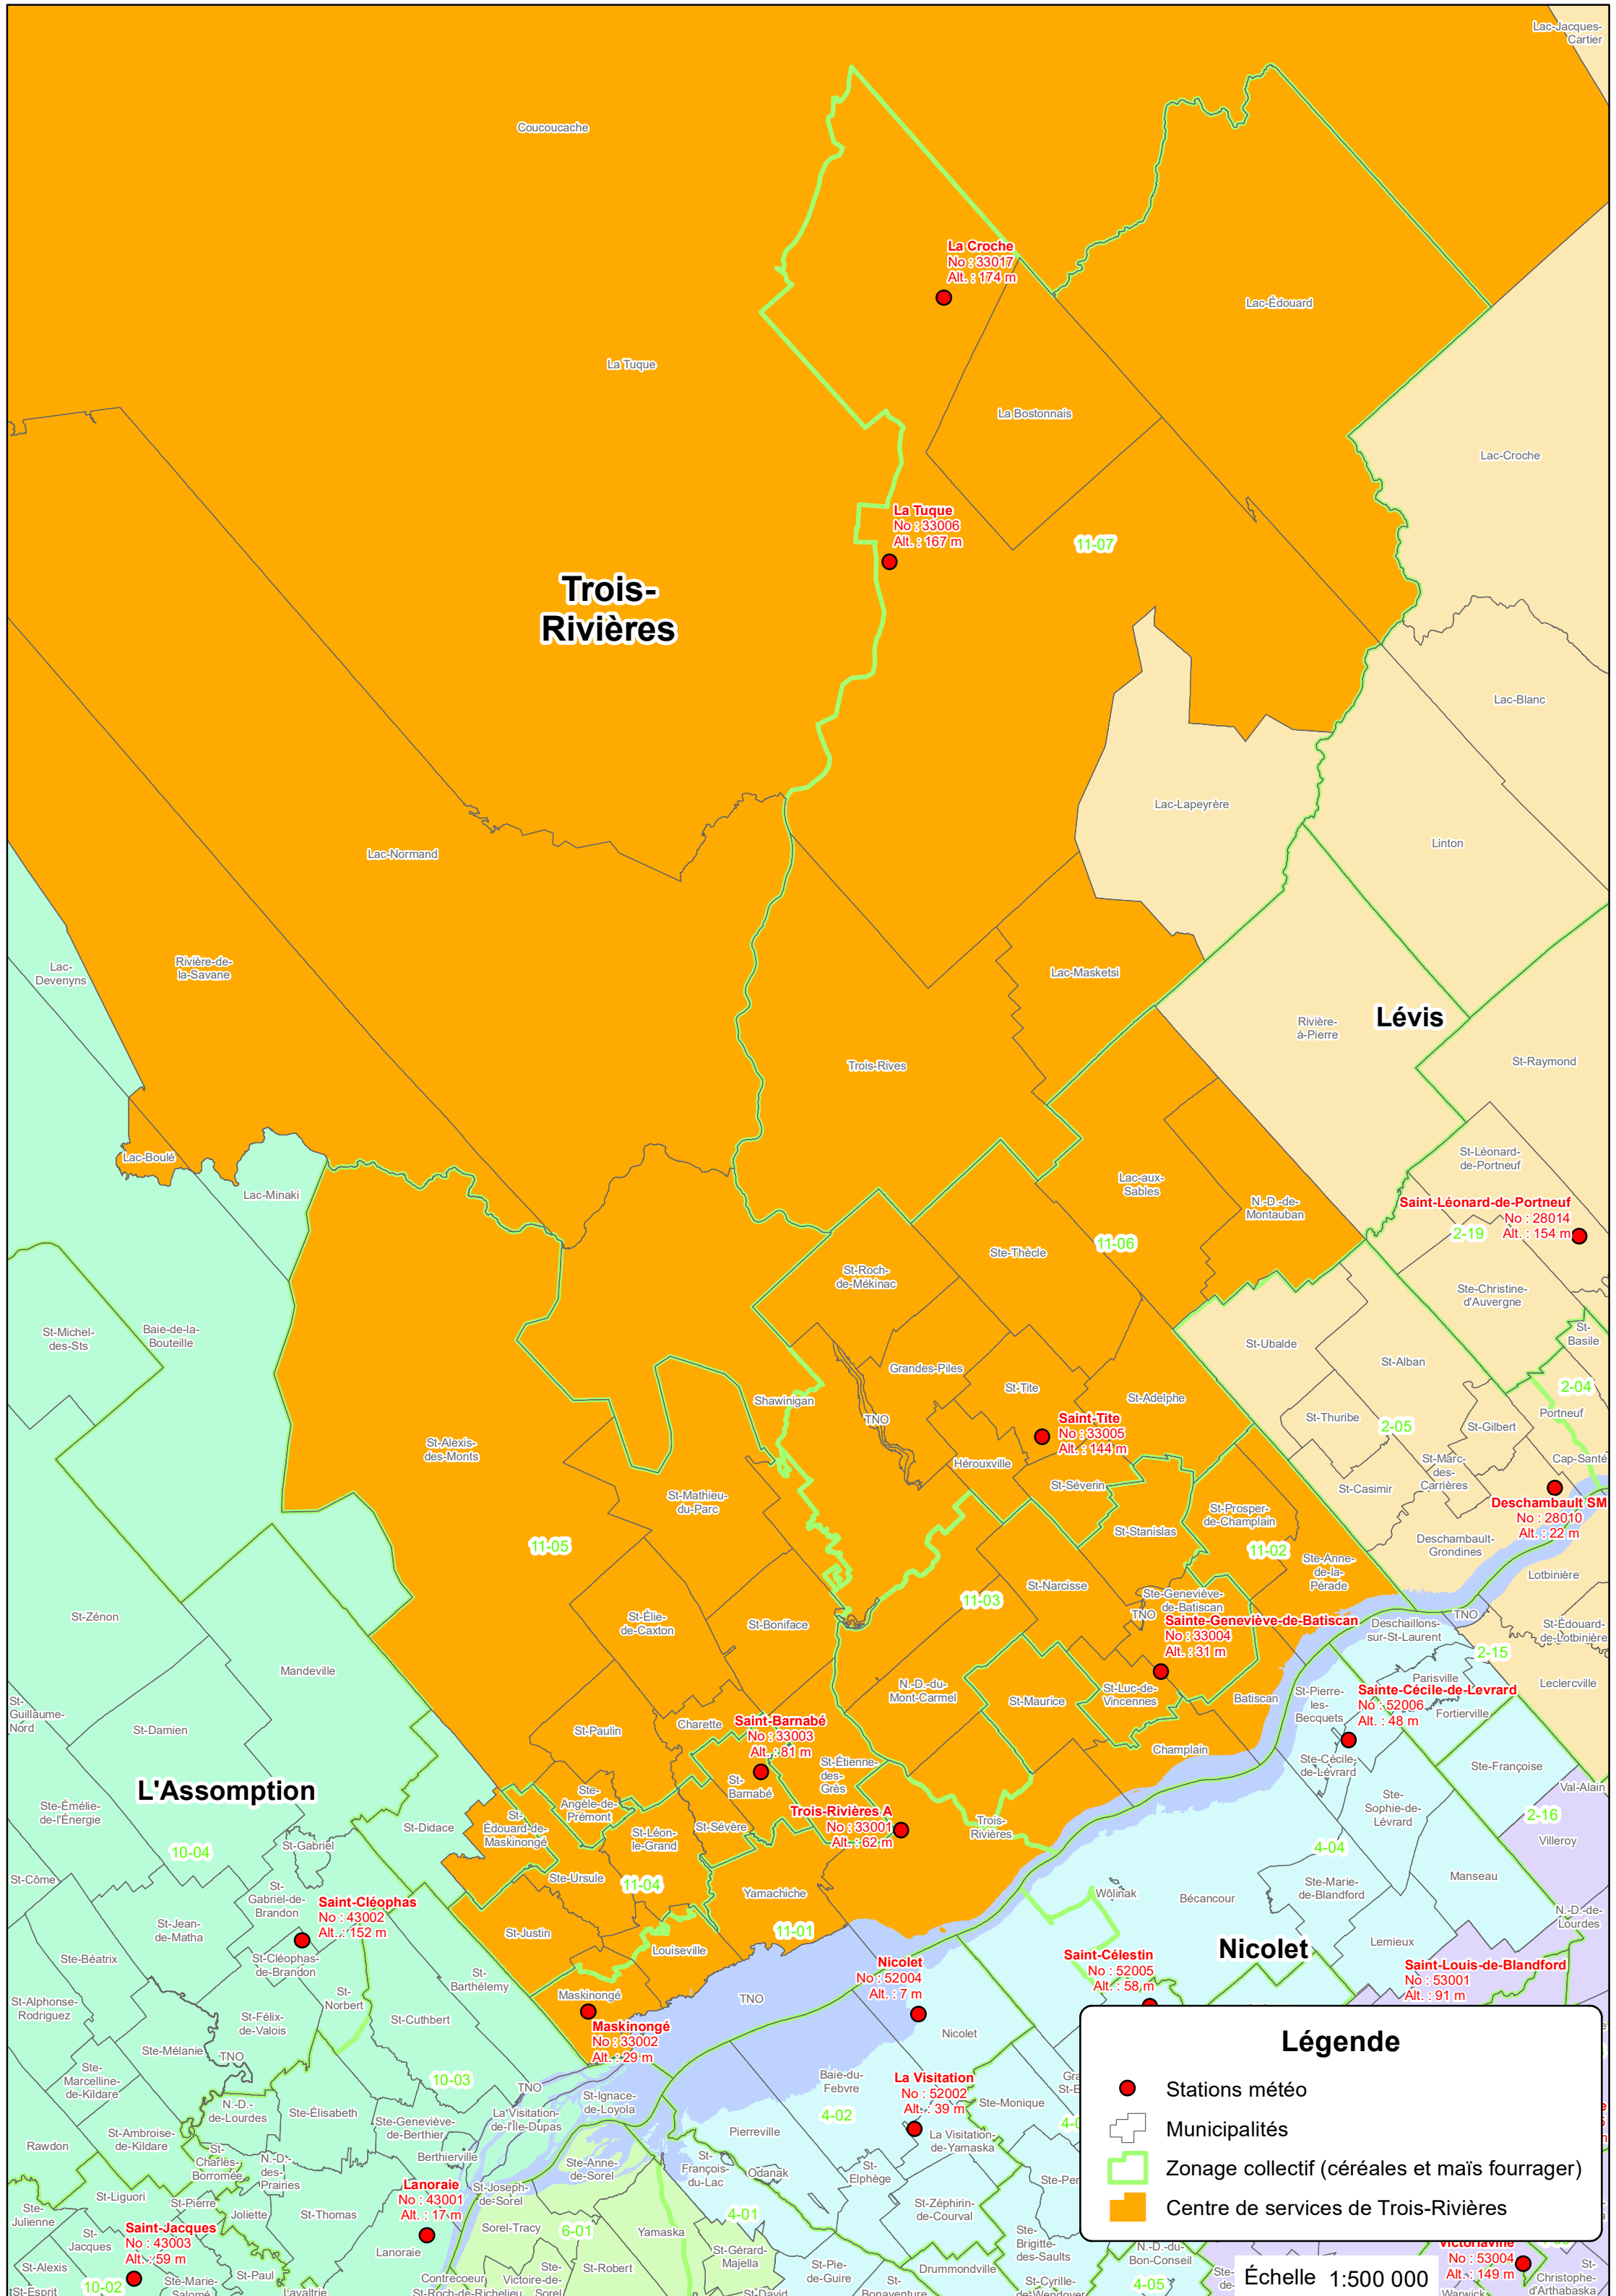 Lac-Jacques-
Cartier
Coucoucache
La Croche
No : 33017
Alt. : 174 m
Lac-Édouard
La Tuque
La Bostonnais
Lac-Croche
La Tuque
No : 33006
Alt. : 167 m
11-07
Trois-
Rivières
Lac-Blanc
Lac-Lapeyrère
Linton
Lac-Normand
Lac-
Devenyns
Rivière-de-
la-Savane
Lac-Masketsi
Lévis
Rivière-
à-Pierre
Trois-Rives
St-Raymond
Lac-Boulé
Lac-Minaki
St-Léonard-
de-Portneuf
Lac-aux-
Sables
N.-D.-de-
Montauban
Saint-Léonard-de-Portneuf
No : 28014
Alt. : 154 m
2-19
11-06
Ste-Thècle
St-Roch-
de-Mékinac
Ste-Christine-
d'Auvergne
St-Michel-
des-Sts
Baie-de-la-
Bouteille
St-Ubalde
St-
Basile
St-Alban
Grandes-Piles
St-Tite
St-Adelphe
2-04
Shawinigan
TNO
Saint-Tite
No : 33005
Alt. : 144 m
St-Thuribe
2-05
St-Gilbert
Portneuf
St-Alexis-
des-Monts
Hérouxville
St-Séverin
St-Marc-
des-
Carrières
Cap-Santé
St-Casimir
St-Mathieu-
du-Parc
St-Prosper-
de-Champlain
St-Stanislas
Deschambault SM
No : 28010
Alt. : 22 m
Deschambault-
Grondines
11-05
11-02
Ste-Anne-
de-la-
Pérade
Lotbinière
St-Narcisse
Ste-Geneviève-
de-Batiscan
TNO
11-03
St-Zénon
St-Élie-
de-Caxton
St-Boniface
Sainte-Geneviève-de-Batiscan
No : 33004
Alt. : 31 m
Deschaillons-
sur-St-Laurent
TNO
St-Édouard-
de-Lotbinière
2-15
Mandeville
Parisville
Leclercville
N.-D.-du-
Mont-Carmel
St-Maurice
St-Luc-de-
Vincennes
Batiscan
St-Pierre-
les-
Becquets
Sainte-Cécile-de-Levrard
No : 52006
Alt. : 48 m
Fortierville
St-
Guillaume-
Nord
St-Damien
St-Paulin
Charette
Saint-Barnabé
No : 33003
Alt. : 81 m
Champlain
Ste-Cécile-
de-Lévrard
Ste-Françoise
L'Assomption
Ste-
Angèle-de-
Prémont
St-
Barnabé
St-Étienne-
des-
Grès
Val-Alain
Ste-Émélie-
de-l'Énergie
St-Didace
St-
Édouard-de-
Maskinongé
St-Léon-
le-Grand
St-Sévère
Trois-Rivières A
No : 33001
Alt. : 62 m
Trois-
Rivières
Ste-
Sophie-de-
Lévrard
2-16
Villeroy
10-04
St-Gabriel
4-04
St-Côme
Ste-Ursule
11-04
Yamachiche
Wôlinak
Bécancour
Ste-Marie-
de-Blandford
Manseau
St-
Gabriel-de-
Brandon
Saint-Cléophas
No : 43002
Alt. : 152 m
St-Jean-
de-Matha
St-Justin
11-01
N.-D.-de-
Lourdes
Lemieux
Ste-Béatrix
St-Cléophas-
de-Brandon
Louiseville
Nicolet
Saint-Célestin
No : 52005
Alt. : 58 m
Saint-Louis-de-Blandford
No : 53001
Alt. : 91 m
St-
Barthélemy
Nicolet
No : 52004
Alt. : 7 m
Maskinongé
TNO
St-Alphonse-
Rodriguez
St-
Norbert
St-Félix-
de-Valois
St-Cuthbert
Maskinongé
No : 33002
Alt. : 29 m
Nicolet
Légende
Stations météo
Municipalités
Zonage collectif (céréales et maïs fourrager)
Centre de services de Trois-Rivières
Ste-Mélanie
TNO
Ste-
Marcelline-
de-Kildare
10-03
TNO
Baie-du-
Febvre
La Visitation
No : 52002
Alt. : 39 m
N.-D.-
de-Lourdes
Ste-Élisabeth
La Visitation-
de-l'Île-Dupas
St-Ignace-
de-Loyola
4-02
Ste-Monique
Ste-Geneviève-
de-Berthier
Pierreville
La Visitation-
de-Yamaska
St-Ambroise-
de-Kildare
Rawdon
St-
Charles-
Borromée
N.-D.-
des-
Prairies
Berthierville
Ste-Anne-
de-Sorel
St-
François-
du-Lac
Odanak
St-
Elphège
Lanoraie
No : 43001
Alt. : 17 m
St-Joseph-
de-Sorel
St-Liguori
St-Pierre
Joliette
St-Thomas
Ste-
Julienne
St-Zéphirin-
de-Courval
4-01
Saint-Jacques
No : 43003
Alt. : 59 m
St-
Jacques
Lanoraie
Sorel-Tracy
6-01
Yamaska
Ste-
Brigitte-
des-Saults
St-Gérard-
Majella
N.-D.-du-
Bon-Conseil
Victoriaville
No : 53004
Alt. : 149 m
St-Alexis
St-Paul
St-Robert
St-Pie-
de-Guire
Drummondville
St-Esprit
10-02
Ste-Marie-
Salomé
Lavaltrie
Contrecoeur
St-Roch-de-Richelieu
Ste-
Victoire-de-
Sorel
St-David
St-
Bonaventure
St-Cyrille-
de-Wendover
4-05
Échelle 1:500 000
St-
Christophe-
d'Arthabaska
Warwick